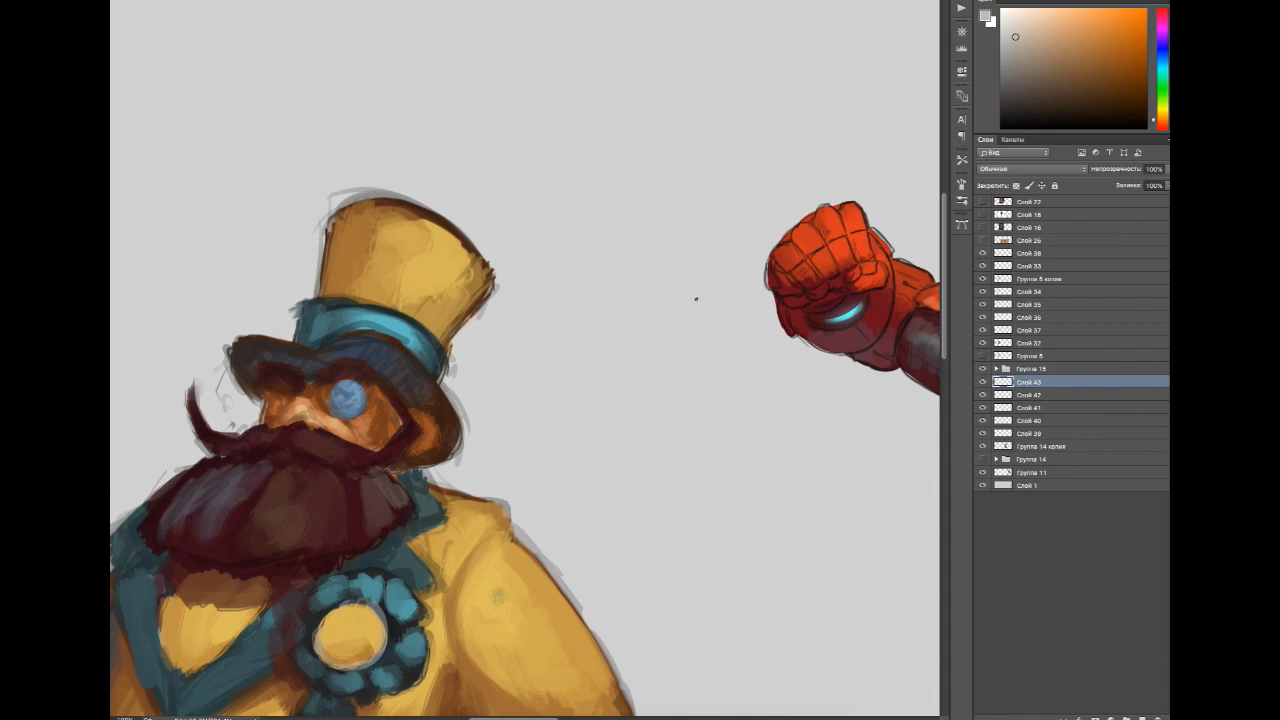 Слои Каналы
Вид
Обычные Непрозрачность: 100%
Закрепить: Заливка: 100%
Слой 22
Слой 18
Слой 16
Слой 26
Слой 38
Слой 33
Группа 5 копия
Слой 34
Слой 35
Слой 36
Слой 37
Слой 32
Группа 5
Группа 15
Слой 43
Слой 42
Слой 41
Слой 40
Слой 39
Группа 14 копия
Группа 14
Группа 11
Слой 1